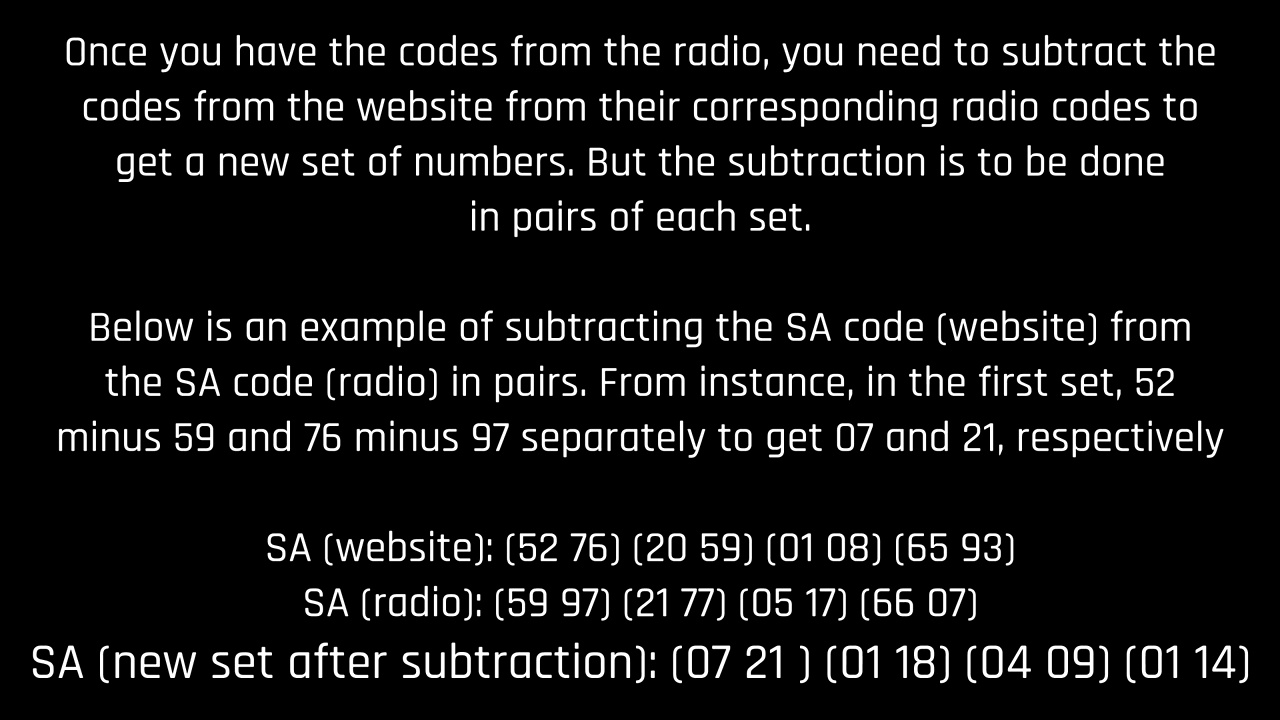 Once you have the codes from the radio, you need to subtract the
codes from the website from their corresponding radio codes to
get a new set of numbers. But the subtraction is to be done
in pairs of each set.
Below is an example of subtracting the SA code (website) from
the SA code (radio) in pairs. From instance, in the first set, 52
minus 59 and 76 minus 97 separately to get 07 and 21, respectively
SA (website): (52 76) (20 59) (01 08) (65 93)
SA (radio): (59 97) (21 77) (05 17) (66 07)
SA (new set after subtraction): (07 21 ) (01 18) (04 09) (01 14)